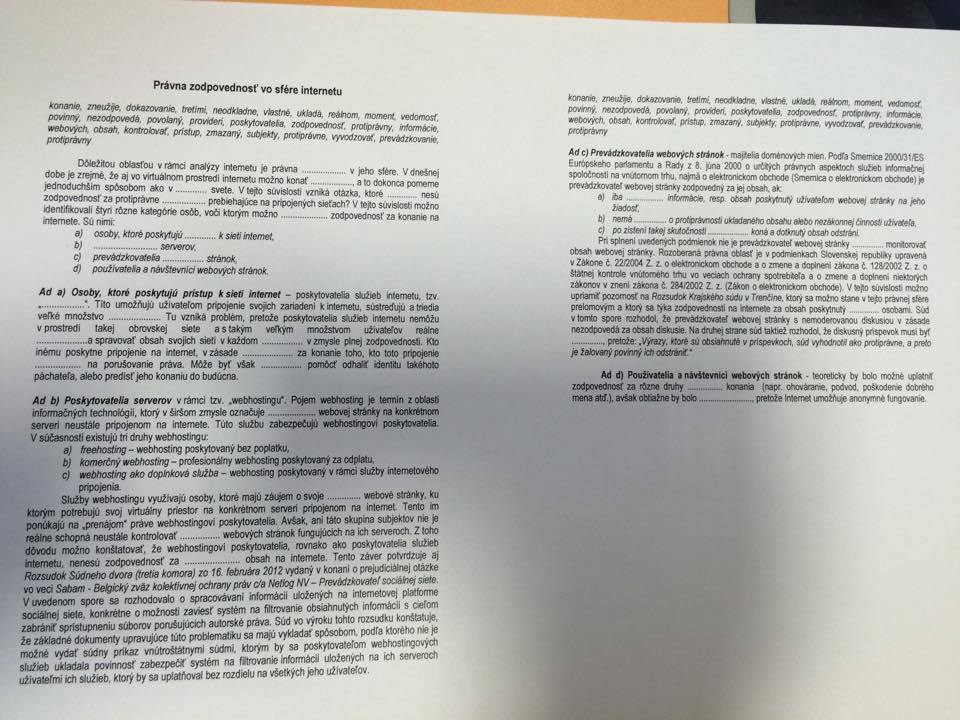 Právna zodpovednosť vo sfére internetu
konanie, zneužije, dokazovanie, tretími, neodkladne, vlastné, ukladá, reálnom, moment, vedomosť,
povinný, nezodpovedá, povolaný, provideri, poskytovatelia, zodpovednosť, protiprávny, informácie,
webových, obsah, kontrolovať, prístup, zmazaný, subjekty, protiprávne, vyvodzovať, prevádzkovanie,
protiprávny
Dôležitou oblasťou v rámci analýzy internetu je právna ................ v jeho sfére. V dnešnej
dobe je zrejmé, že aj vo virtuálnom prostredí internetu možno konať ..............., a to dokonca pomerne
jednoduchším spôsobom ako v ........... svete. V tejto súvislosti vzniká otázka, ktoré ............ nesú
zodpovednosť za protiprávne .................... prebiehajúce na pripojených sieťach? V tejto súvislosti možno
identifikovali štyri rôzne kategórie osôb, voči ktorým možno .................... zodpovednosť za konanie na
internete. Sú nimi:
a) osoby, ktoré poskytujú ........... k sieti internet,
b) ...................... serverov,
c) prevádzkovatelia .................. stránok,
d) používatelia a návštevníci webových stránok.
Ad a) Osoby, ktoré poskytujú prístup k sieti internet – poskytovatelia služieb internetu, tzv.
„...............“. Títo umožňujú užívateľom pripojenie svojich zariadení k internetu, sústreďujú a triedia
veľké množstvo .................. Tu vzniká problém, pretože poskytovatelia služieb internetu nemôžu
v prostredí takej obrovskej siete a s takým veľkým množstvom užívateľov reálne
................a spravovať obsah svojich sietí v každom ............ v zmysle plnej zodpovednosti. Kto
inému poskytne pripojenie na internet, v zásade ................. za konanie toho, kto toto pripojenie
................ na porušovanie práva. Môže byť však .............. pomôcť odhaliť identitu takéhoto
páchateľa, alebo predísť jeho konaniu do budúcna.
Ad b) Poskytovatelia serverov v rámci tzv. „webhostingu“. Pojem webhosting je termín z oblasti
informačných technológií, ktorý v širšom zmysle označuje ................ webovej stránky na konkrétnom
serveri neustále pripojenom na internete. Túto službu zabezpečujú webhostingoví poskytovatelia.
V súčasnosti existujú tri druhy webhostingu:
a) freehosting – webhosting poskytovaný bez poplatku,
b) komerčný webhosting – profesionálny webhosting poskytovaný za odplatu,
c) webhosting ako doplnková služba – webhosting poskytovaný v rámci služby internetového
pripojenia.
Služby webhostingu využívajú osoby, ktoré majú záujem o svoje ............ webové stránky, ku
ktorým potrebujú svoj virtuálny priestor na konkrétnom serveri pripojenom na internet. Tento im
ponúkajú na „prenájom“ práve webhostingoví poskytovatelia. Avšak, ani táto skupina subjektov nie je
reálne schopná neustále kontrolovať ................ webových stránok fungujúcich na ich serveroch. Z toho
dôvodu možno konštatovať, že webhostingoví poskytovatelia, rovnako ako poskytovatelia služieb
internetu, nenesú zodpovednosť za .................... obsah na internete. Tento záver potvrdzuje aj
Rozsudok Súdneho dvora (tretia komora) zo 16. februára 2012 vydaný v konaní o prejudiciálnej otázke
vo veci Sabam - Belgický zväz kolektívnej ochrany práv c/a Netlog NV – Prevádzkovateľ sociálnej siete.
V uvedenom spore sa rozhodovalo o spracovávaní informácií uložených na internetovej platforme
sociálnej siete, konkrétne o možnosti zaviesť systém na filtrovanie obsiahnutých informácií s cieľom
zabrániť sprístupneniu súborov porušujúcich autorské práva. Súd vo výroku tohto rozsudku konštatuje,
že základné dokumenty upravujúce túto problematiku sa majú vykladať spôsobom, podľa ktorého nie je
možné vydať súdny príkaz vnútroštátnymi súdmi, ktorým by sa poskytovateľom webhostingových
služieb ukladala povinnosť zabezpečiť systém na filtrovanie informácií uložených na ich serveroch
užívateľmi ich služieb, ktorý by sa uplatňoval bez rozdielu na všetkých jeho užívateľov.
konanie, zneužije, dokazovanie, tretími, neodkladne, vlastné, ukladá, reálnom, moment, vedomosť,
povinný, nezodpovedá, povolaný, provideri, poskytovatelia, zodpovednosť, protiprávny, informácie,
webových, obsah, kontrolovať, prístup, zmazaný, subjekty, protiprávne, vyvodzovať, prevádzkovanie,
protiprávny
Ad c) Prevádzkovatelia webových stránok - majitelia doménových mien. Podľa Smernice 2000/31/ES
Európskeho parlamentu a Rady z 8. júna 2000 o určitých právnych aspektoch služieb informačnej
spoločnosti na vnútornom trhu, najmä o elektronickom obchode (Smernica o elektronickom obchode) je
prevádzkovateľ webovej stránky zodpovedný za jej obsah, ak:
a) iba ............ informácie, resp. obsah poskytnutý užívateľom webovej stránky na jeho
žiadosť,
b) nemá ............ o protiprávnosti ukladaného obsahu alebo nezákonnej činnosti užívateľa,
c) po zistení takej skutočnosti .............. koná a dotknutý obsah odstráni.
Pri splnení uvedených podmienok nie je prevádzkovateľ webovej stránky ............ monitorovať
obsah webovej stránky. Rozoberaná právna oblasť je v podmienkach Slovenskej republiky upravená
v Zákone č. 22/2004 Z. z. o elektronickom obchode a o zmene a doplnení zákona č. 128/2002 Z. z. o
štátnej kontrole vnútorného trhu vo veciach ochrany spotrebiteľa a o zmene a doplnení niektorých
zákonov v znení zákona č. 284/2002 Z. z. (Zákon o elektronickom obchode). V tejto súvislosti možno
upriamiť pozornosť na Rozsudok Krajského súdu v Trenčíne, ktorý sa možno stane v tejto právnej sfére
prelomovým a ktorý sa týka zodpovednosti na internete za obsah poskytnutý ............ osobami. Súd
v tomto spore rozhodol, že prevádzkovateľ webovej stránky s nemoderovanou diskusiou v zásade
nezodpovedá za obsah diskusie. Na druhej strane súd taktiež rozhodol, že diskusný príspevok musí byť
............, pretože: „Výrazy, ktoré sú obsiahnuté v príspevkoch, súd vyhodnotil ako protiprávne, a preto
je žalovaný povinný ich odstrániť.“
Ad d) Používatelia a návštevníci webových stránok - teoreticky by bolo možné uplatniť
zodpovednosť za rôzne druhy ............ konania (napr. ohováranie, podvod, poškodenie dobrého
mena atď.), avšak obtiažne by bolo ..................., pretože Internet umožňuje anonymné fungovanie.